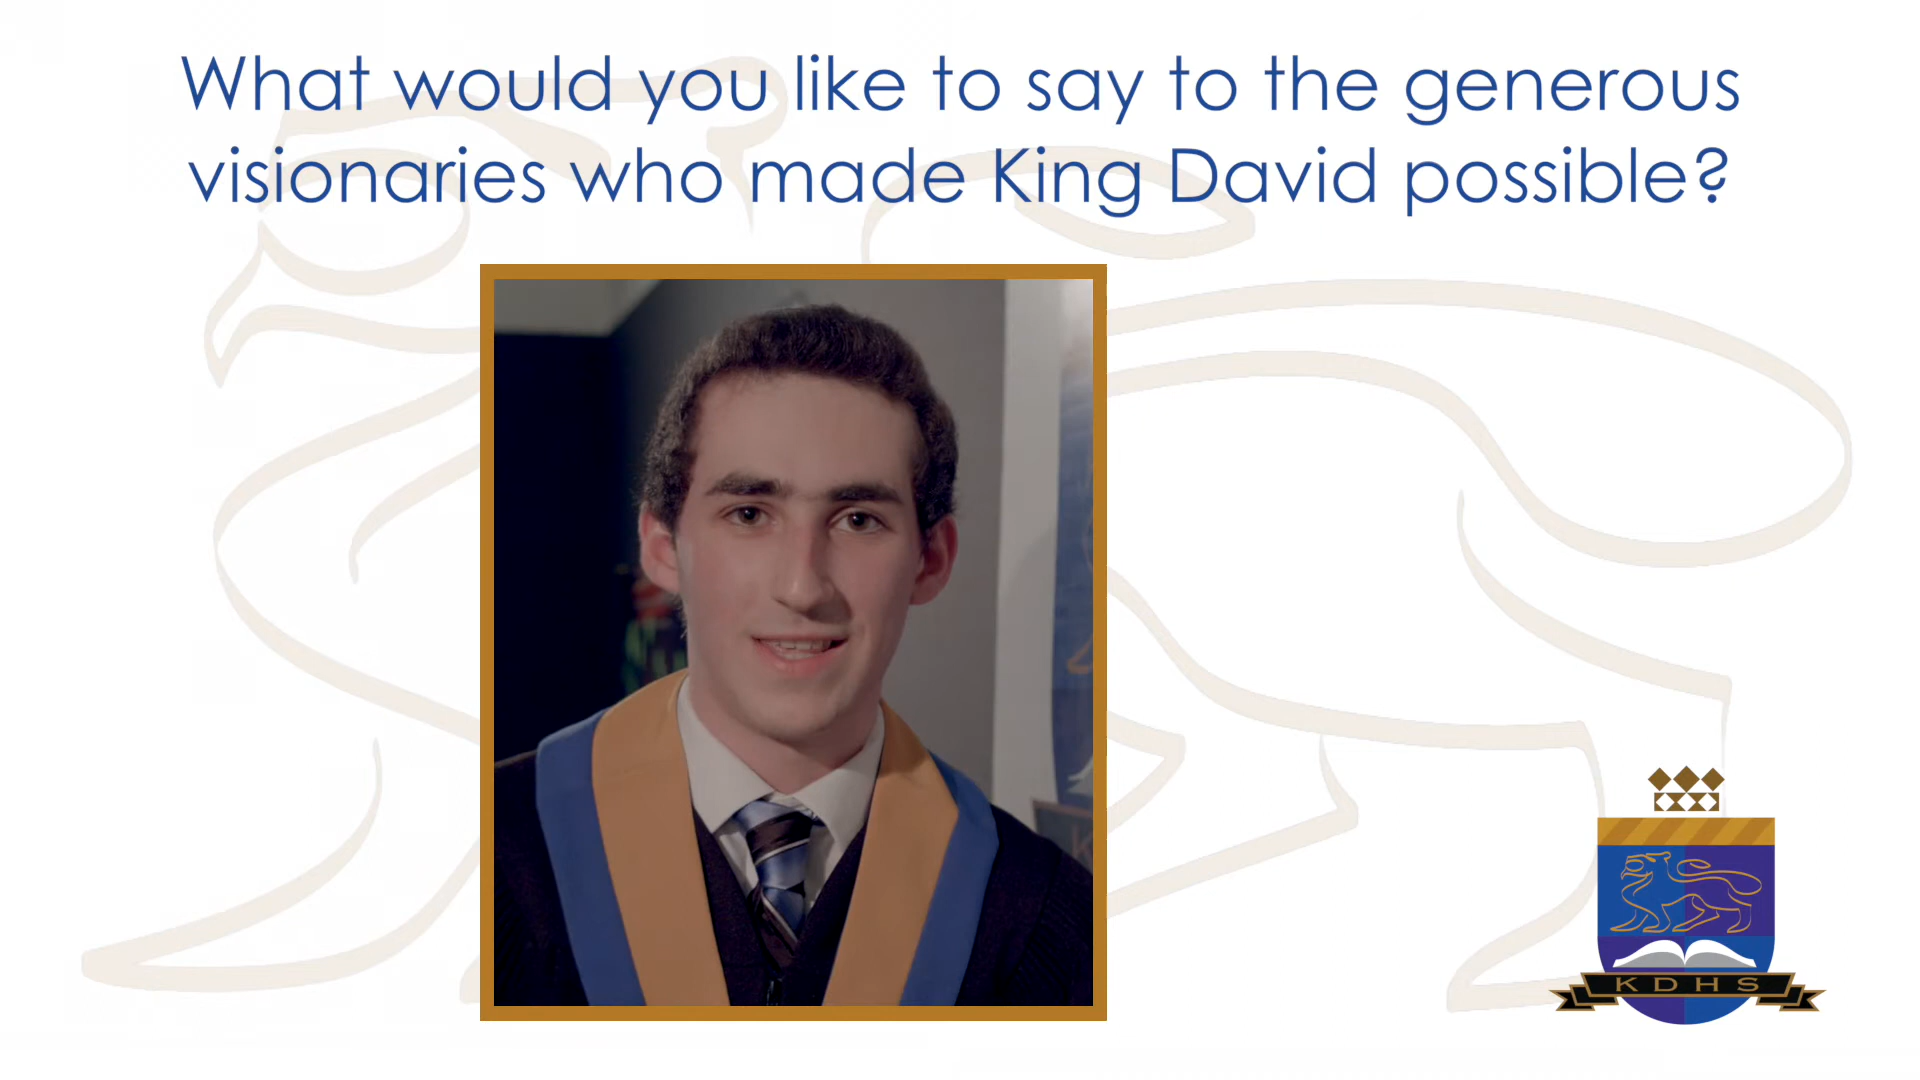 What would you like to say to the generous
visionaries who made King David possible?
KDHS